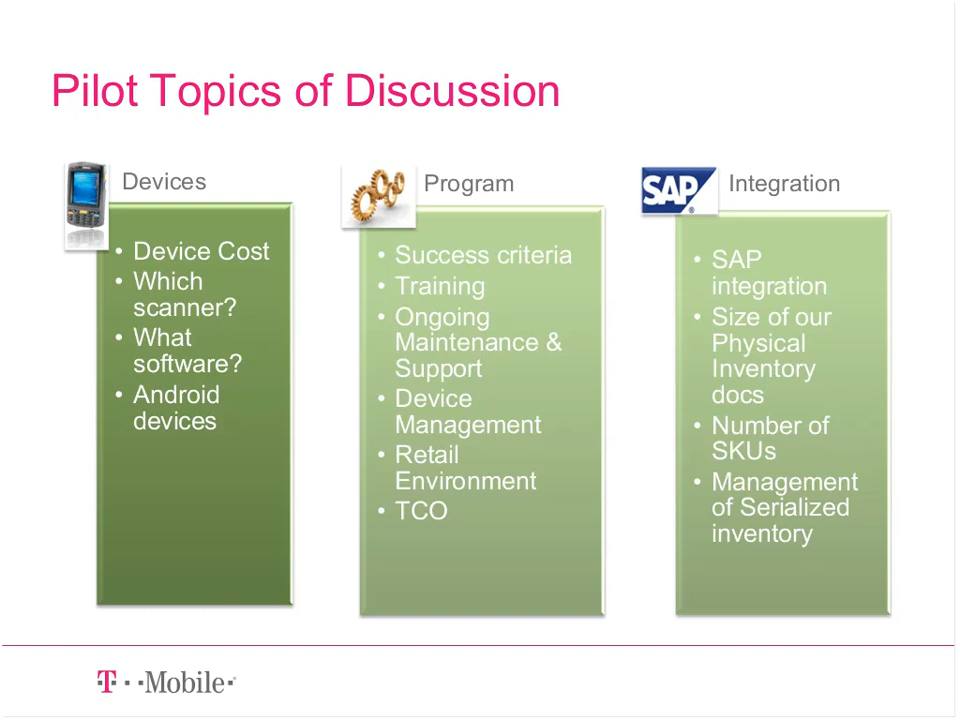 Pilot Topics of Discussion
Devices
• Device Cost
• Which
scanner?
• What
software?
• Android
devices
Program
• Success criteria
• Training
• Ongoing
Maintenance &
Support
• Device
Management
• Retail
Environment
• TCO
SAP®
Integration
• SAP
integration
• Size of our
Physical
Inventory
docs
• Number of
SKUs
• Management
of Serialized
inventory
T··Mobile·®